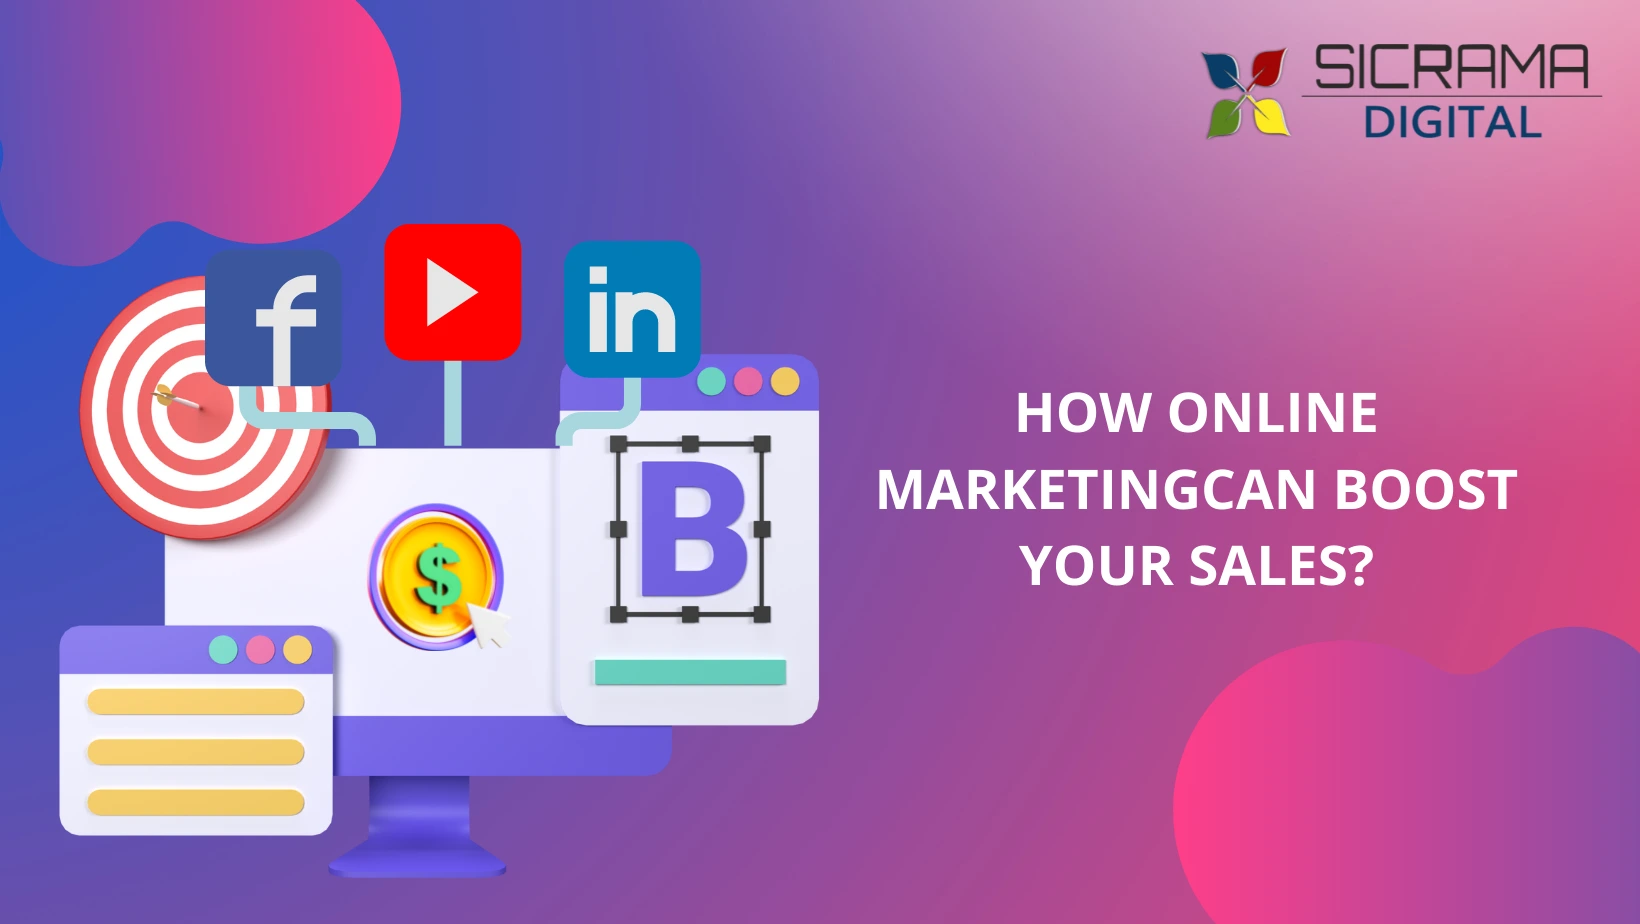 SICRAMA
DIGITAL
f
in
B
$
HOW ONLINE
MARKETINGCAN BOOST
YOUR SALES?